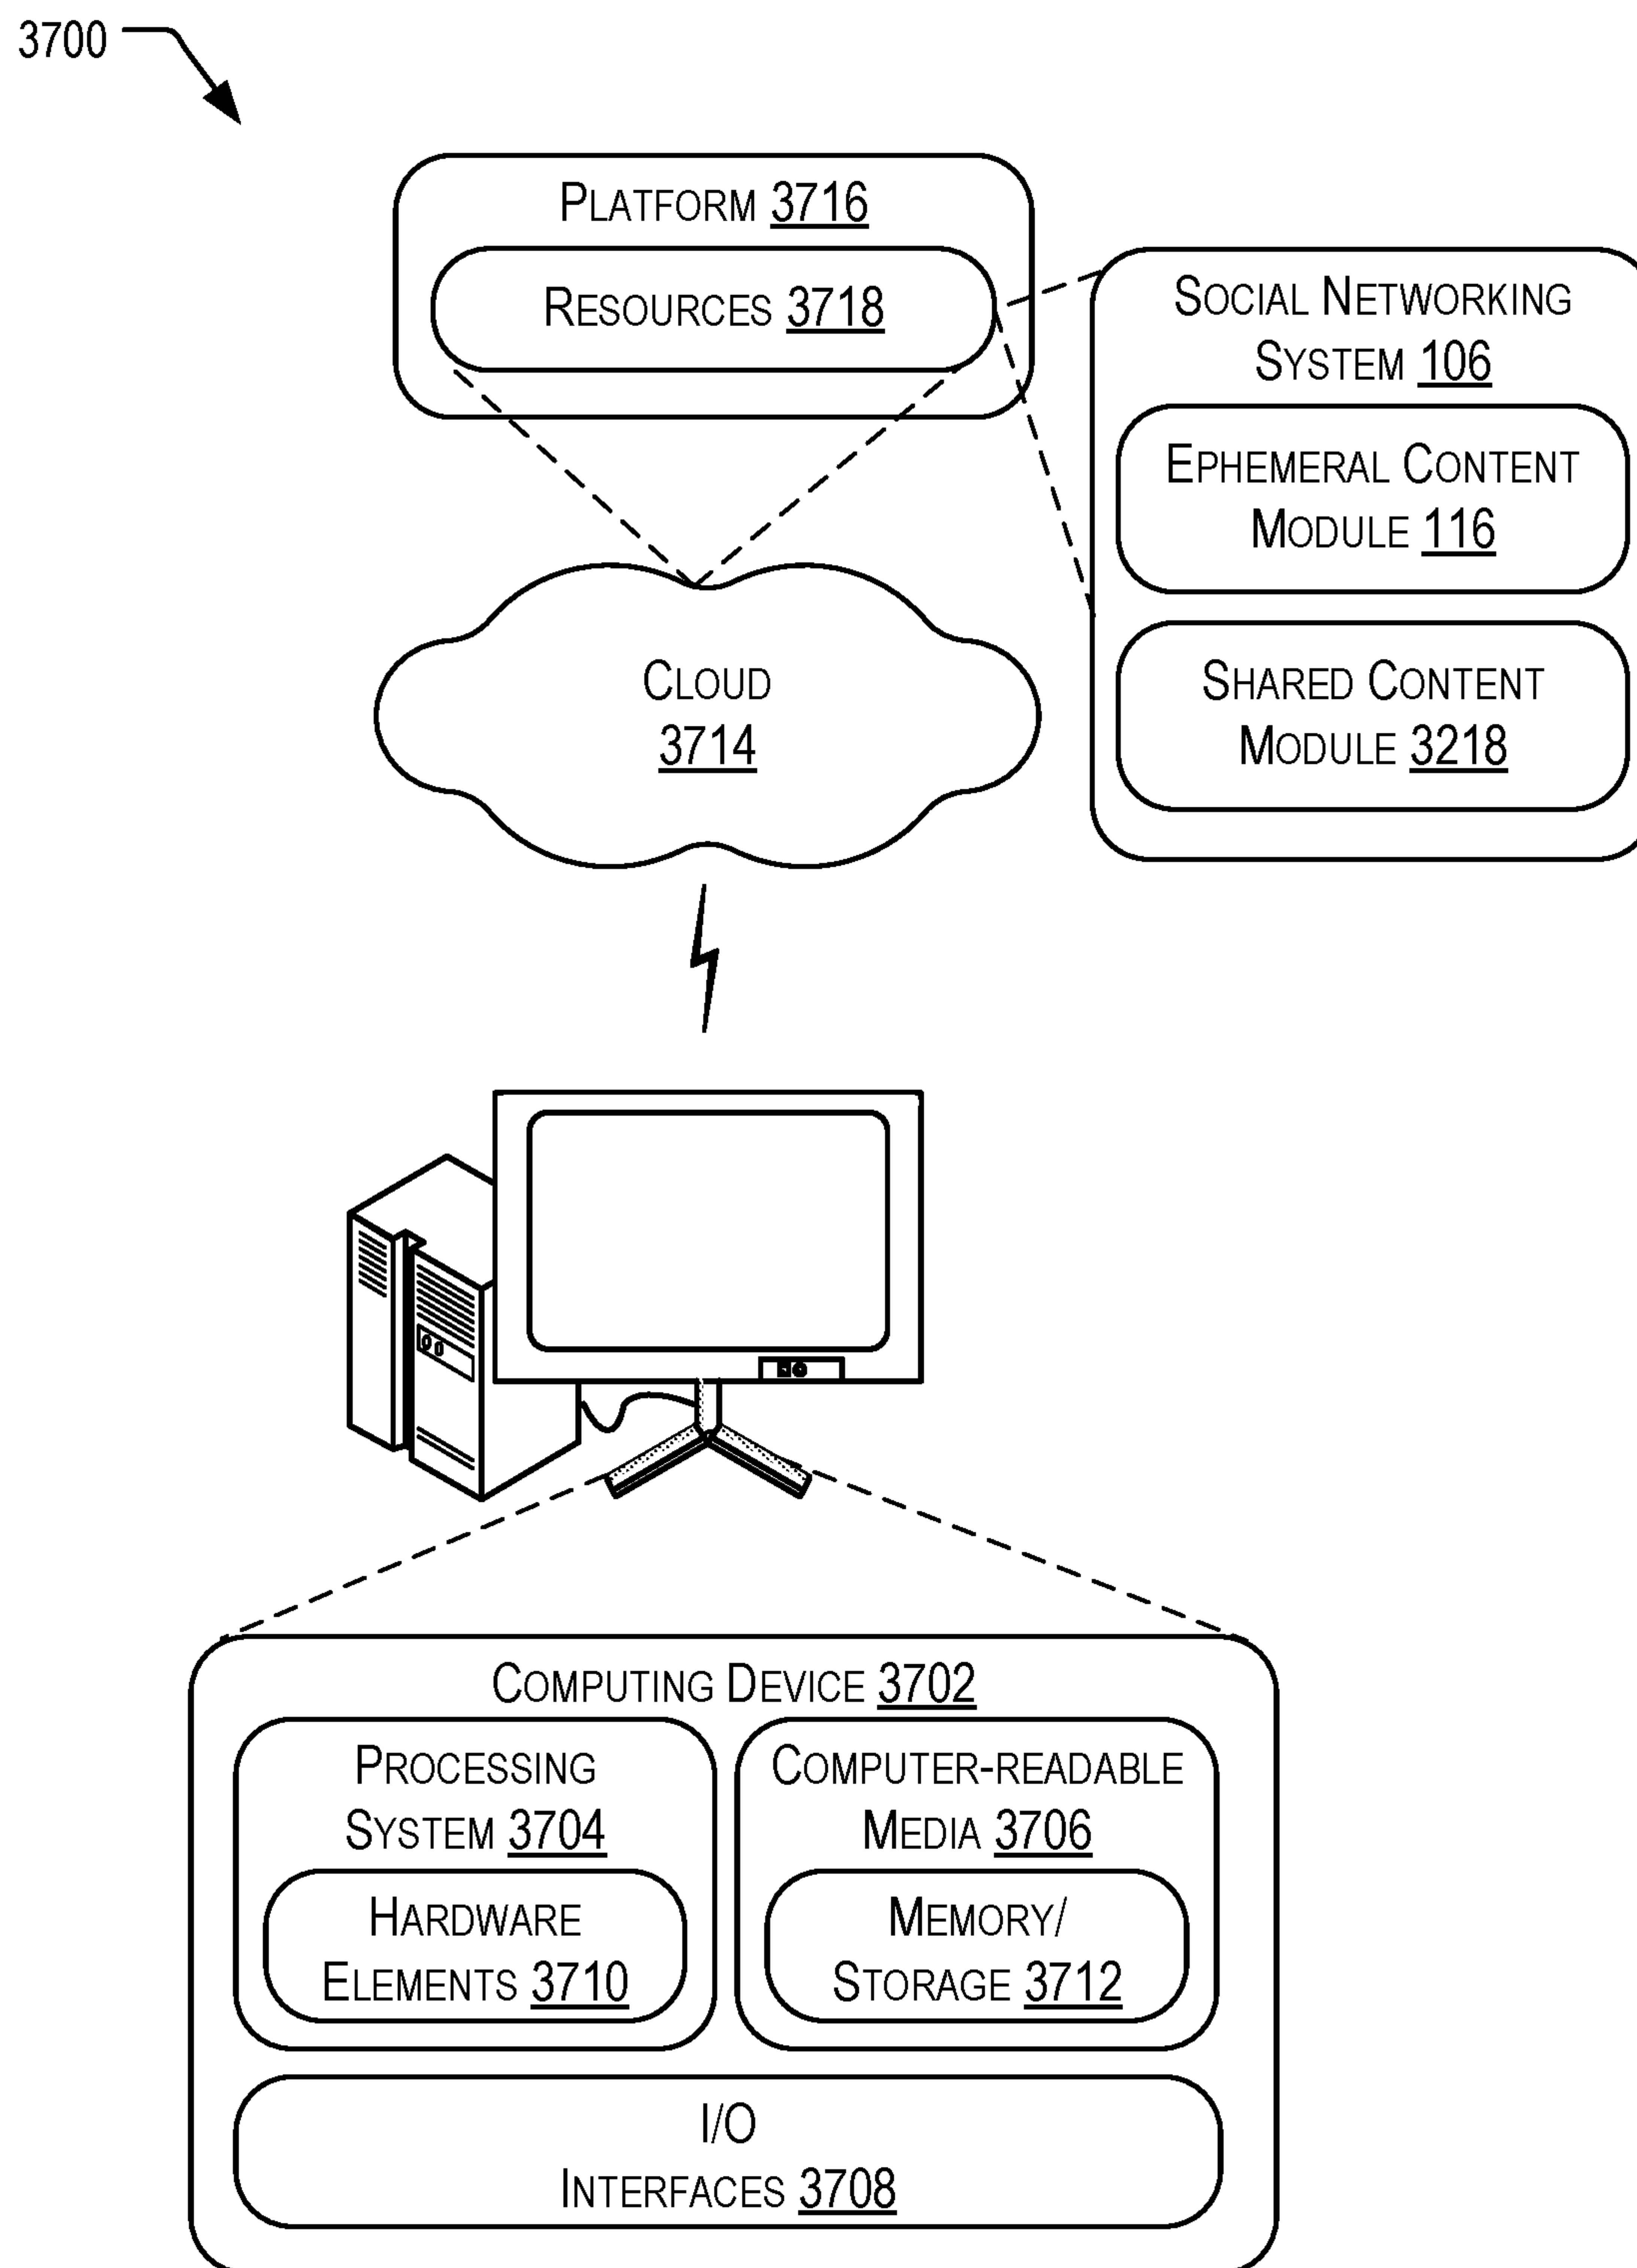 3700
PLATFORM 3716
RESOURCES 3718
SOCIAL NETWORKING
SYSTEM 106
EPHEMERAL CONTENT
MODULE 116
SHARED CONTENT
MODULE 3218
CLOUD
3714
COMPUTING DEVICE 3702
PROCESSING
SYSTEM 3704
HARDWARE
ELEMENTS 3710
COMPUTER-READABLE
MEDIA 3706
MEMORY/
STORAGE 3712
I/O
INTERFACES 3708